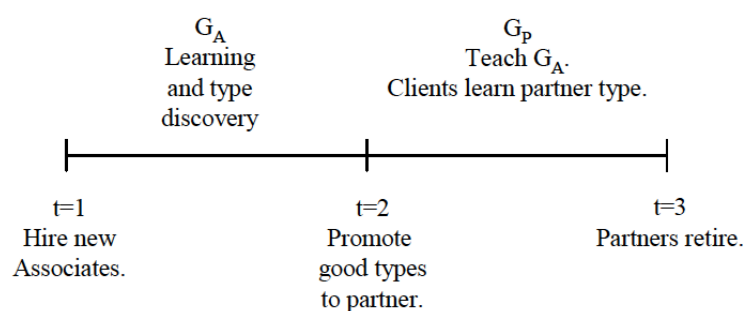 G_A
Learning
and type
discovery
G_P
Teach G_A.
Clients learn partner type.
t=1
Hire new
Associates.
t=2
Promote
good types
to partner.
t=3
Partners retire.